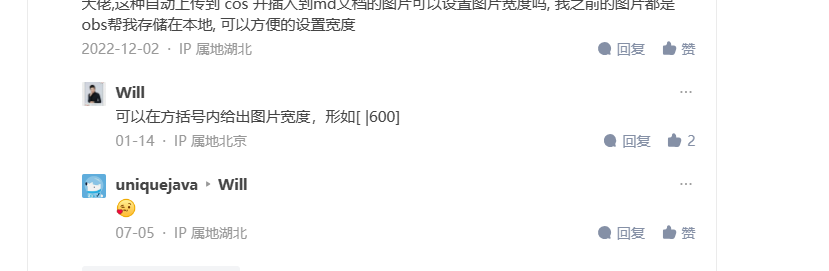 大佬,这种自动上传到 cos 并插入到md文档的图片可以设置图片宽度吗, 我之前的图片都是
obs帮我存储在本地, 可以方便的设置宽度
2022-12-02 · IP 属地湖北 回复 赞
Will ···
可以在方括号内给出图片宽度，形如[ |600]
01-14 · IP 属地北京 回复 2
uniquejava ▸ Will ···
😘
07-05 · IP 属地湖北 回复 赞